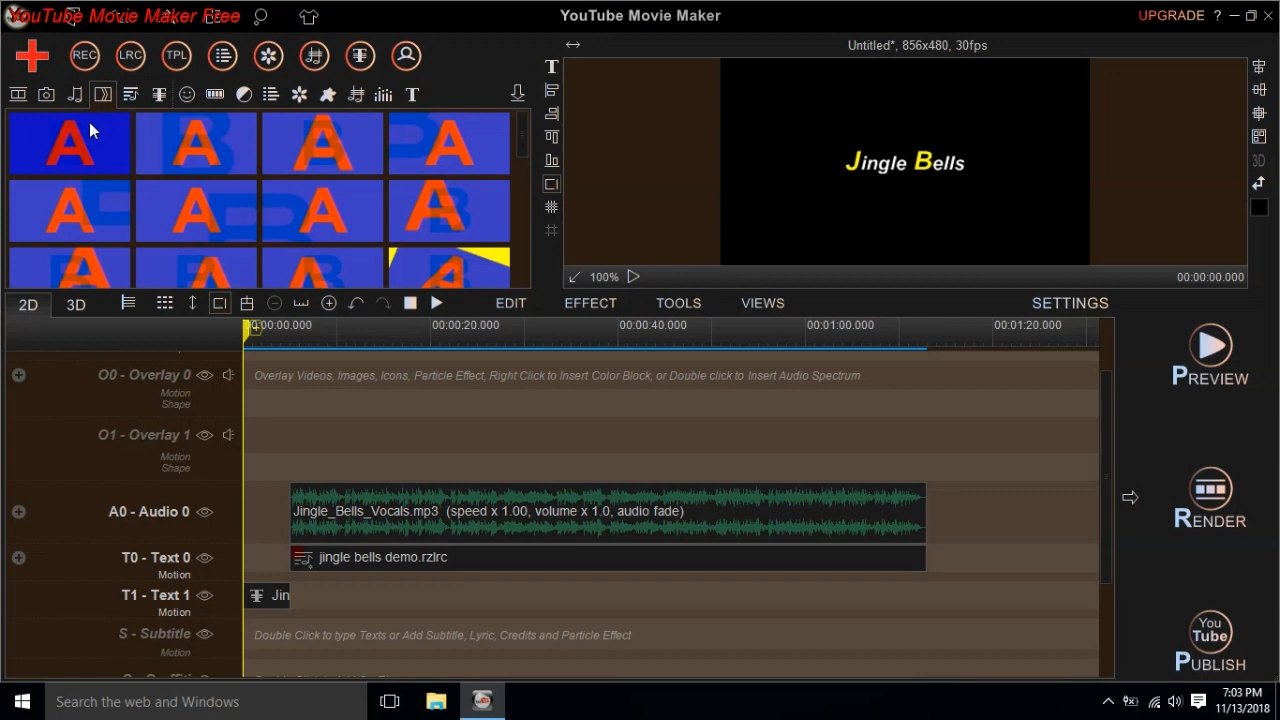 YouTube Movie Maker Free
YouTube Movie Maker
UPGRADE ?
REC LRC TPL
Untitled*, 856x480, 30fps
Jingle Bells
3D
100%
00:00:00.000
2D 3D
EDIT EFFECT TOOLS VIEWS SETTINGS
00:00:00.000 00:00:20.000 00:00:40.000 00:01:00.000 00:01:20.000
PREVIEW
O0 - Overlay 0
Overlay Videos, Images, Icons, Particle Effect, Right Click to Insert Color Block, or Double click to Insert Audio Spectrum
Motion
Shape
O1 - Overlay 1
Motion
Shape
A0 - Audio 0
Jingle_Bells_Vocals.mp3 (speed x 1.00, volume x 1.0, audio fade)
RENDER
T0 - Text 0
jingle bells demo.rzlrc
Motion
T1 - Text 1
Jin
Motion
S - Subtitle
Double Click to type Texts or Add Subtitle, Lyric, Credits and Particle Effect
Motion
You
Tube
PUBLISH
Search the web and Windows
7:03 PM
11/13/2018